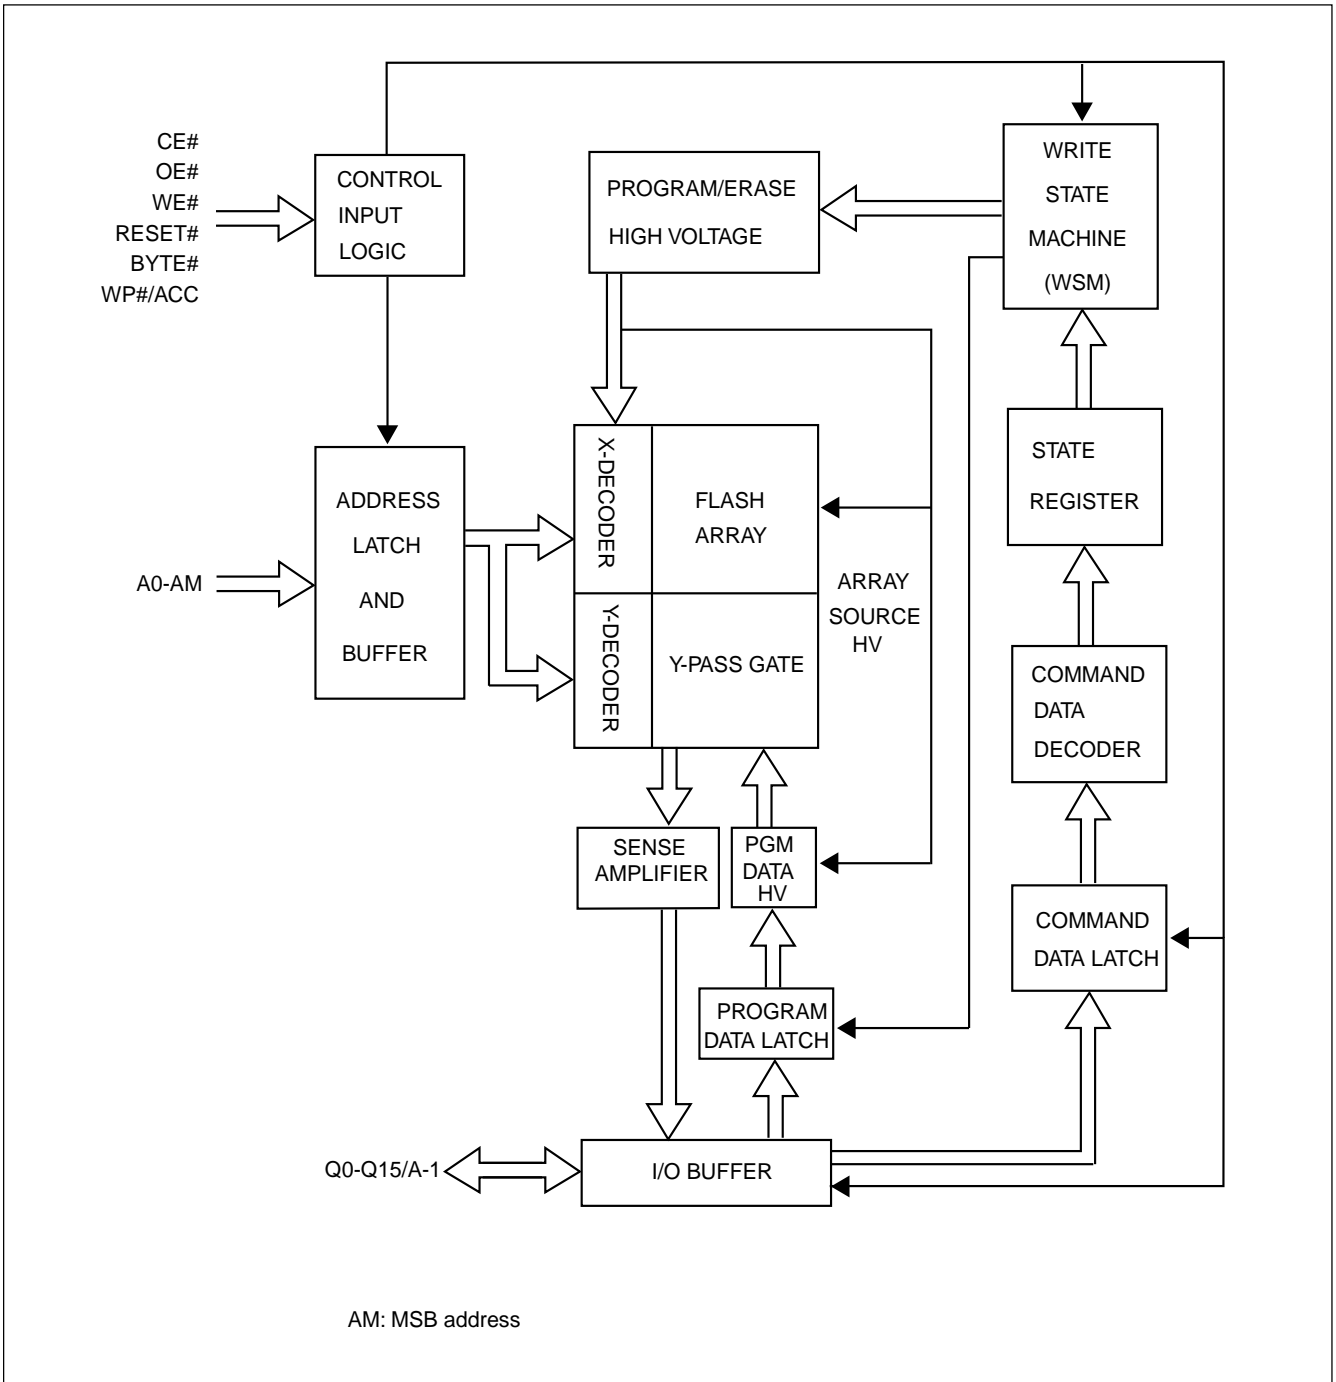 CE#
OE#
WE#
RESET#
BYTE#
WP#/ACC
CONTROL
INPUT
LOGIC
PROGRAM/ERASE
HIGH VOLTAGE
WRITE
STATE
MACHINE
(WSM)
A0-AM
ADDRESS
LATCH
AND
BUFFER
X-DECODER
FLASH
ARRAY
Y-DECODER
Y-PASS GATE
ARRAY
SOURCE
HV
STATE
REGISTER
COMMAND
DATA
DECODER
SENSE
AMPLIFIER
PGM
DATA
HV
COMMAND
DATA LATCH
PROGRAM
DATA LATCH
Q0-Q15/A-1
I/O BUFFER
AM: MSB address